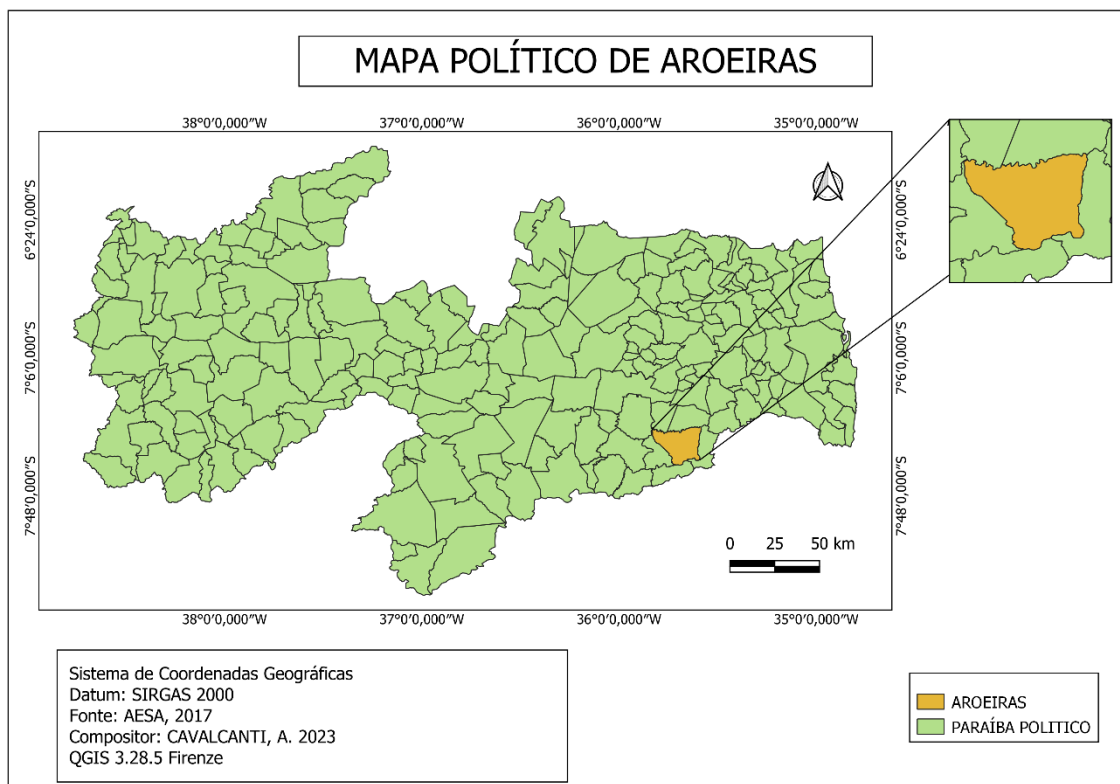 MAPA POLÍTICO DE AROEIRAS
38°0'0,000"W 37°0'0,000"W 36°0'0,000"W 35°0'0,000"W
6°24'0,000"S 6°24'0,000"S
7°6'0,000"S 7°6'0,000"S
7°48'0,000"S 7°48'0,000"S
0 25 50 km
38°0'0,000"W 37°0'0,000"W 36°0'0,000"W 35°0'0,000"W
Sistema de Coordenadas Geográficas
Datum: SIRGAS 2000
Fonte: AESA, 2017
Compositor: CAVALCANTI, A. 2023
QGIS 3.28.5 Firenze
AROEIRAS
PARAÍBA POLITICO